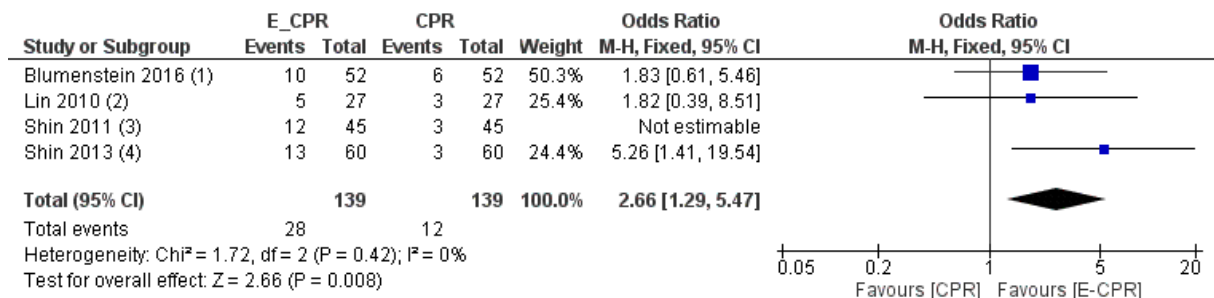 E_CPR CPR Odds Ratio Odds Ratio
Study or Subgroup Events Total Events Total Weight M-H, Fixed, 95% CI M-H, Fixed, 95% CI
Blumenstein 2016 (1) 10 52 6 52 50.3% 1.83 [0.61, 5.46]
Lin 2010 (2) 5 27 3 27 25.4% 1.82 [0.39, 8.51]
Shin 2011 (3) 12 45 3 45 Not estimable
Shin 2013 (4) 13 60 3 60 24.4% 5.26 [1.41, 19.54]
Total (95% CI) 139 139 100.0% 2.66 [1.29, 5.47]
Total events 28 12
Heterogeneity: Chi² = 1.72, df = 2 (P = 0.42); I² = 0%
Test for overall effect: Z = 2.66 (P = 0.008)
0.05 0.2 1 5 20
Favours [CPR] Favours [E-CPR]